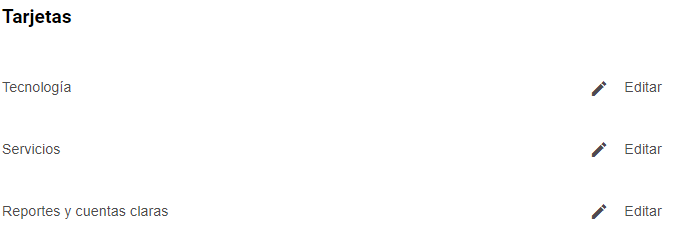 Tarjetas
Tecnología Editar
Servicios Editar
Reportes y cuentas claras Editar